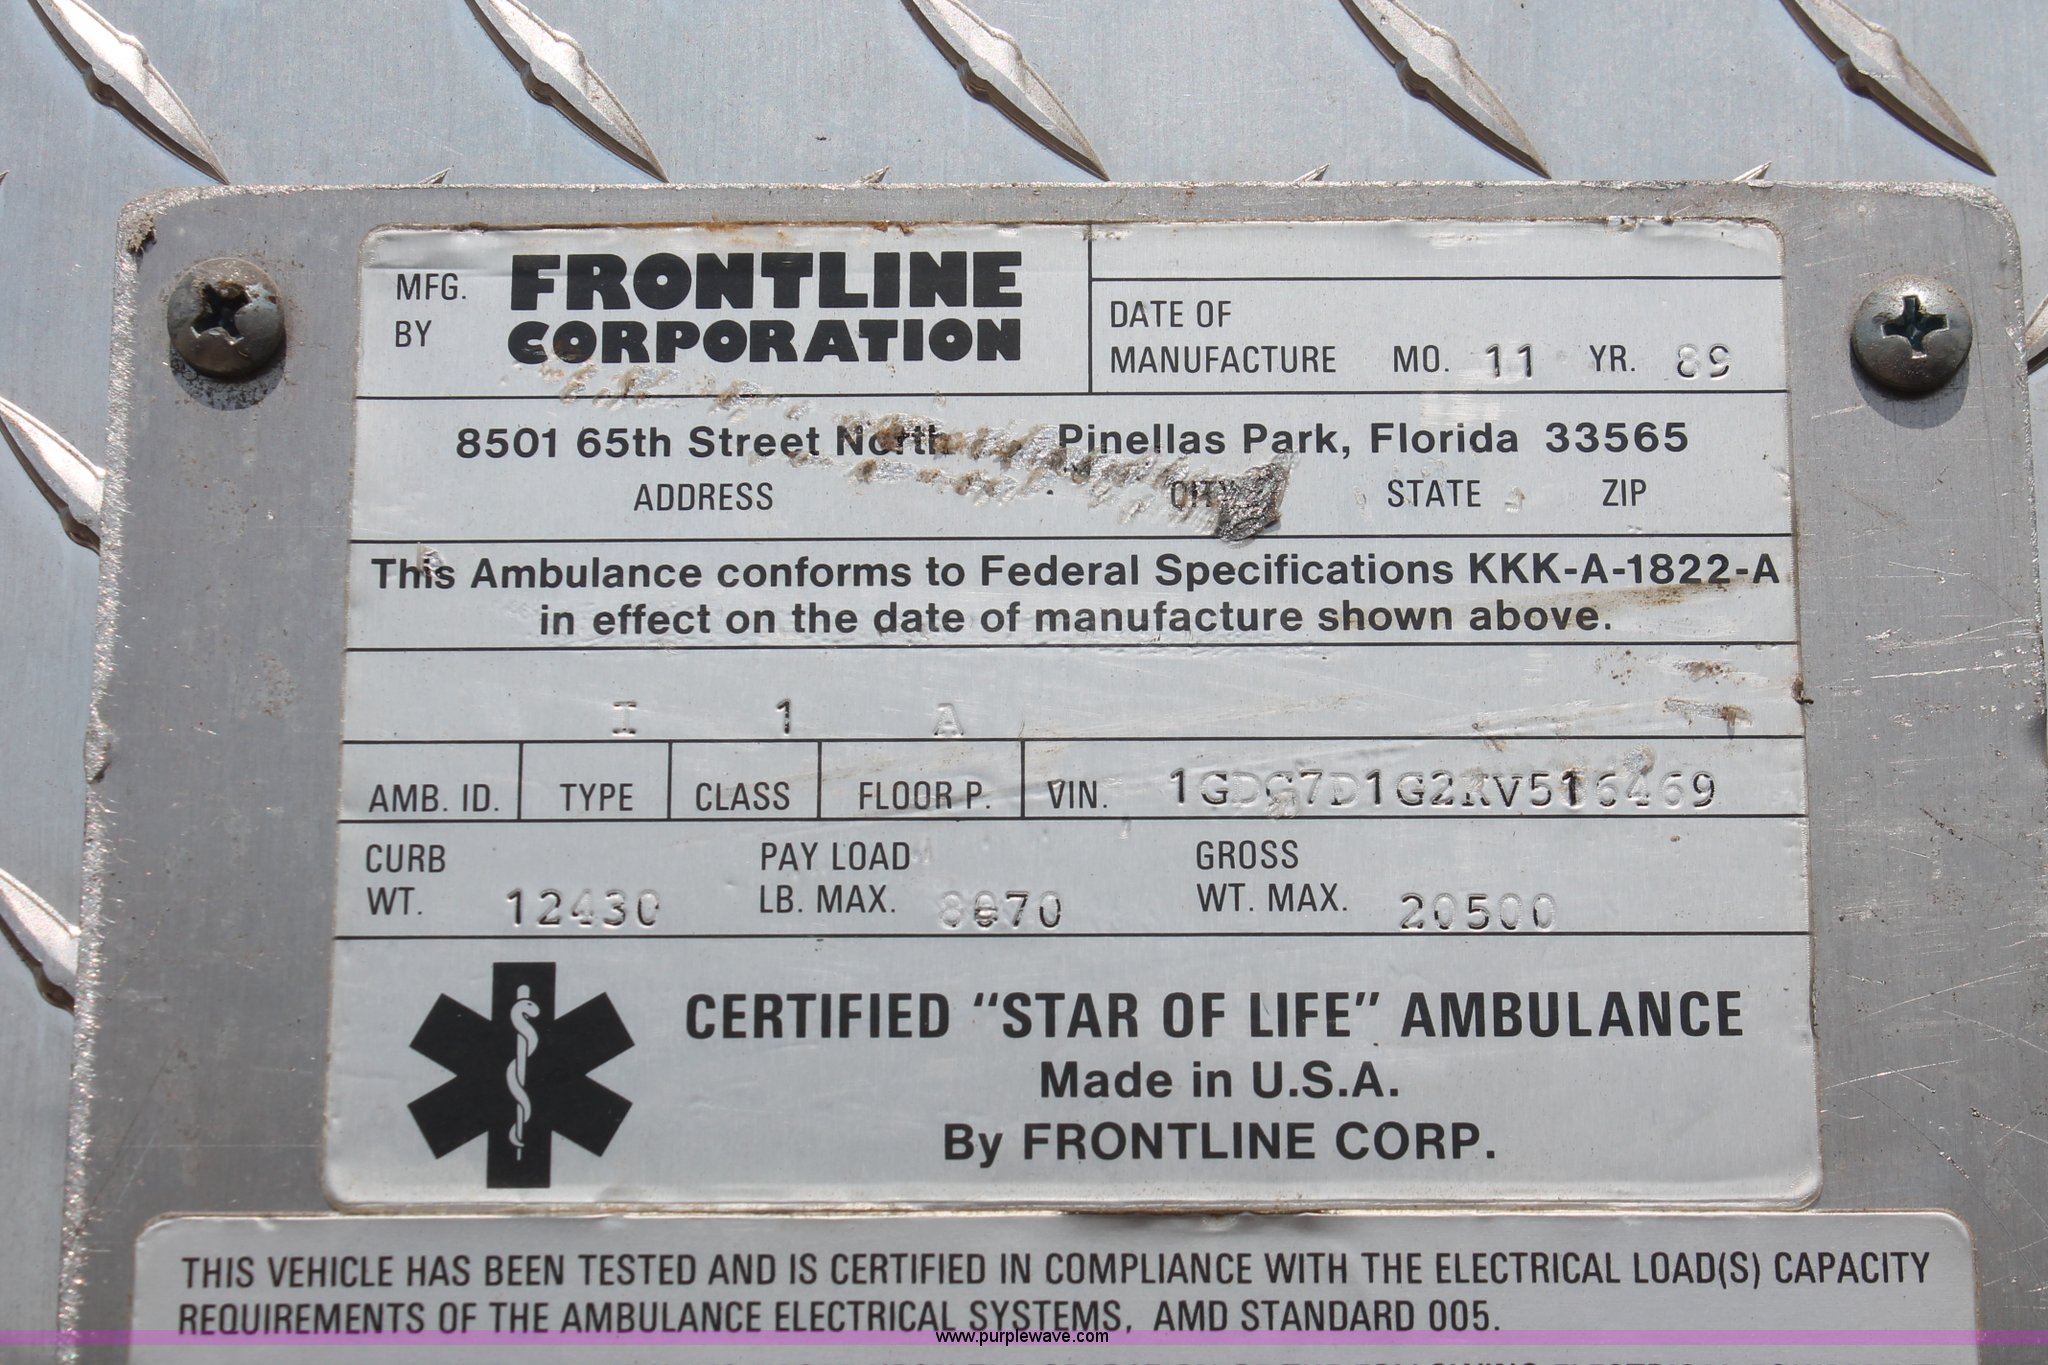 MFG. BY FRONTLINE CORPORATION
DATE OF MANUFACTURE MO. 11 YR. 89
8501 65th Street North Pinellas Park, Florida 33565
ADDRESS CITY STATE ZIP
This Ambulance conforms to Federal Specifications KKK-A-1822-A
in effect on the date of manufacture shown above.
I 1 A
AMB. ID. TYPE CLASS FLOOR P. VIN. 1GDG7D1G2KV516469
CURB WT. 12430 PAY LOAD LB. MAX. 8070 GROSS WT. MAX. 20500
CERTIFIED "STAR OF LIFE" AMBULANCE
Made in U.S.A.
By FRONTLINE CORP.
THIS VEHICLE HAS BEEN TESTED AND IS CERTIFIED IN COMPLIANCE WITH THE ELECTRICAL LOAD(S) CAPACITY
REQUIREMENTS OF THE AMBULANCE ELECTRICAL SYSTEMS, AMD STANDARD 005.
www.purplewave.com